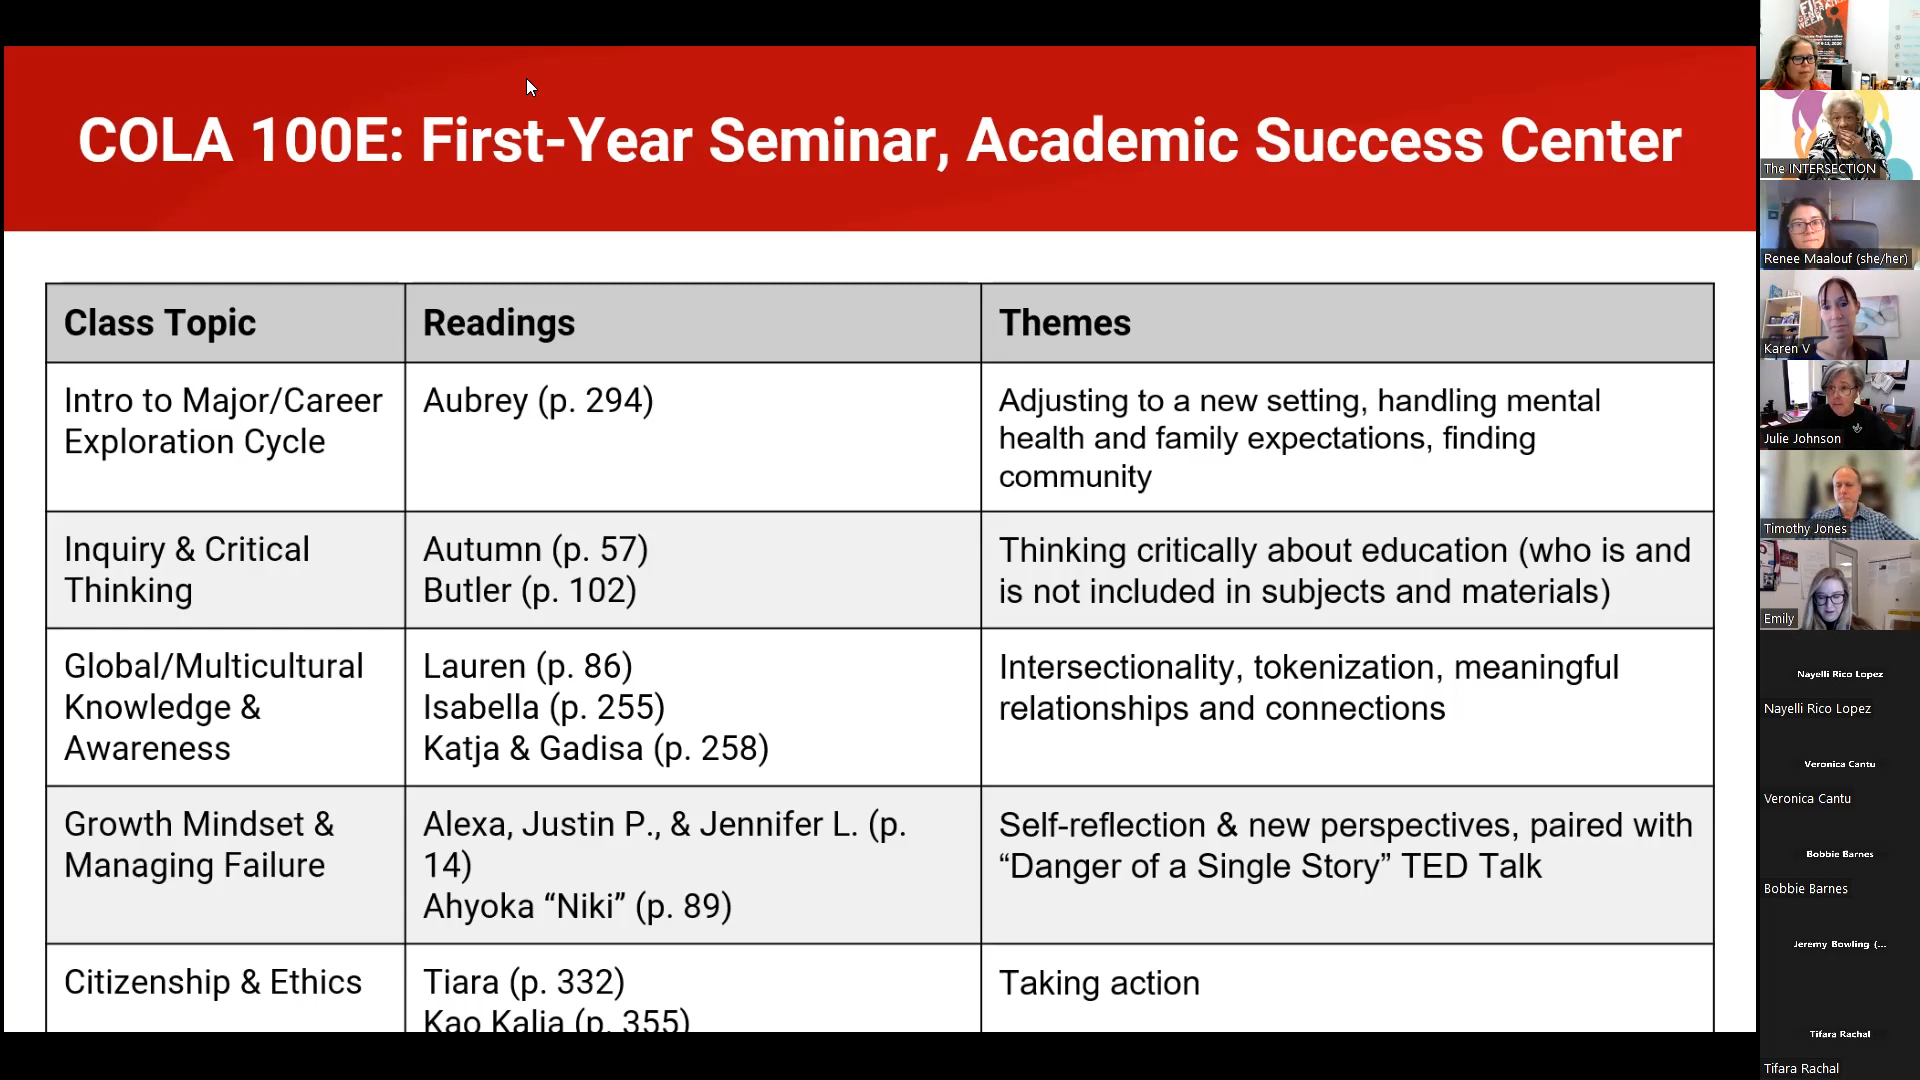 COLA 100E: First-Year Seminar, Academic Success Center
Class Topic
Readings
Themes
Intro to Major/Career
Exploration Cycle
Aubrey (p. 294)
Adjusting to a new setting, handling mental
health and family expectations, finding
community
Inquiry & Critical
Thinking
Autumn (p. 57)
Butler (p. 102)
Thinking critically about education (who is and
is not included in subjects and materials)
Global/Multicultural
Knowledge &
Awareness
Lauren (p. 86)
Isabella (p. 255)
Katja & Gadisa (p. 258)
Intersectionality, tokenization, meaningful
relationships and connections
Growth Mindset &
Managing Failure
Alexa, Justin P., & Jennifer L. (p.
14)
Ahyoka “Niki” (p. 89)
Self-reflection & new perspectives, paired with
“Danger of a Single Story” TED Talk
Citizenship & Ethics
Tiara (p. 332)
Kao Kalia (p. 355)
Taking action
The INTERSECTION
Renee Maalouf (she/her)
Karen V
Julie Johnson
Timothy Jones
Emily
Nayelli Rico Lopez
Nayelli Rico Lopez
Veronica Cantu
Veronica Cantu
Bobbie Barnes
Bobbie Barnes
Jeremy Bowling (...
Tifara Rachal
Tifara Rachal